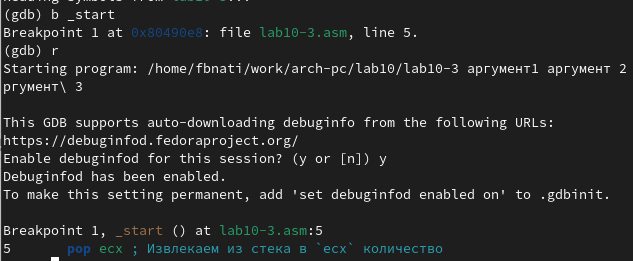 (gdb) b _start
Breakpoint 1 at 0x80490e8: file lab10-3.asm, line 5.
(gdb) r
Starting program: /home/fbnati/work/arch-pc/lab10/lab10-3 аргумент1 аргумент 2
ргумент\ 3
This GDB supports auto-downloading debuginfo from the following URLs:
https://debuginfod.fedoraproject.org/
Enable debuginfod for this session? (y or [n]) y
Debuginfod has been enabled.
To make this setting permanent, add 'set debuginfod enabled on' to .gdbinit.
Breakpoint 1, _start () at lab10-3.asm:5
5 pop ecx ; Извлекаем из стека в `ecx` количество